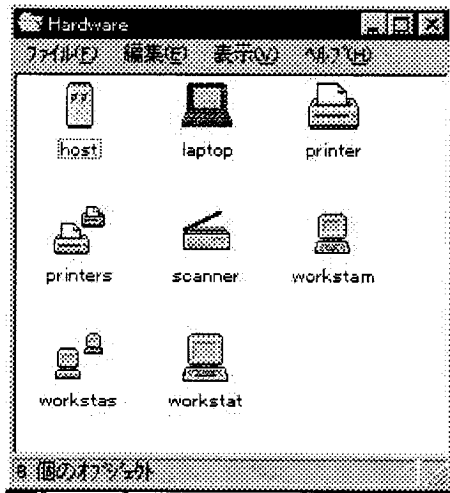 Hardware
ファイル(F) 編集(E) 表示(V) ヘルプ(H)
host laptop printer
printers scanner workstam
workstas workstat
8 個のオブジェクト